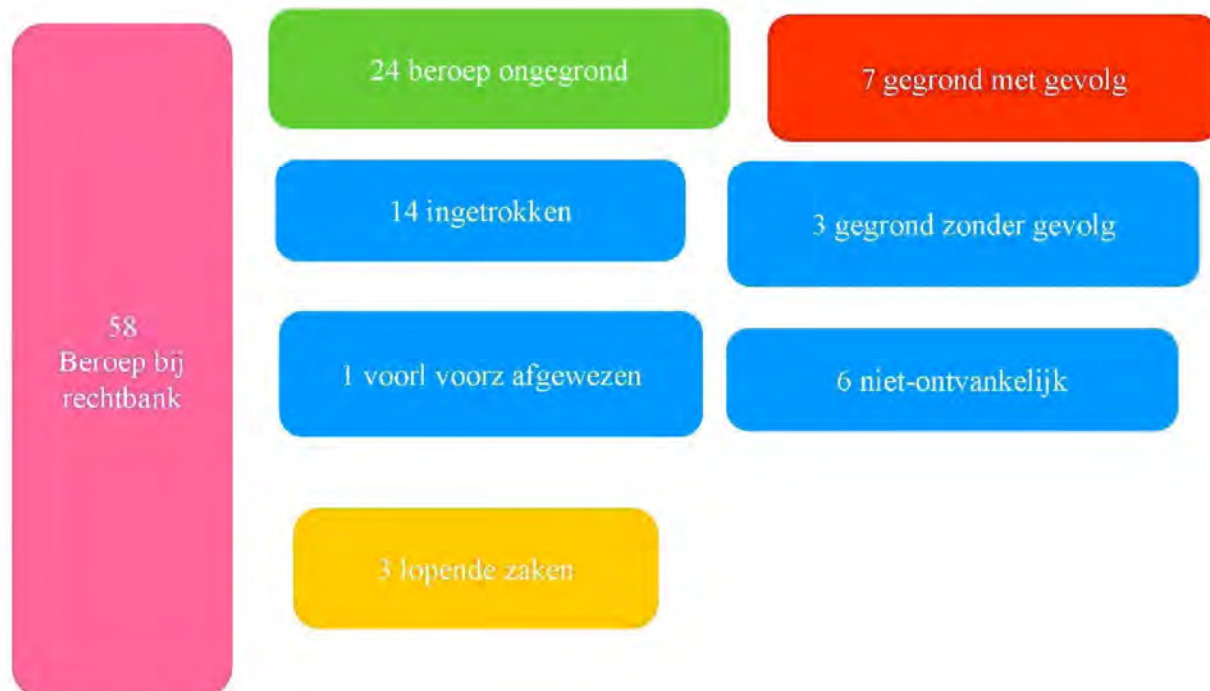 58
Beroep bij
rechtbank
24 beroep ongegrond
7 gegrond met gevolg
14 ingetrokken
3 gegrond zonder gevolg
1 voorl voorz afgewezen
6 niet-ontvankelijk
3 lopende zaken